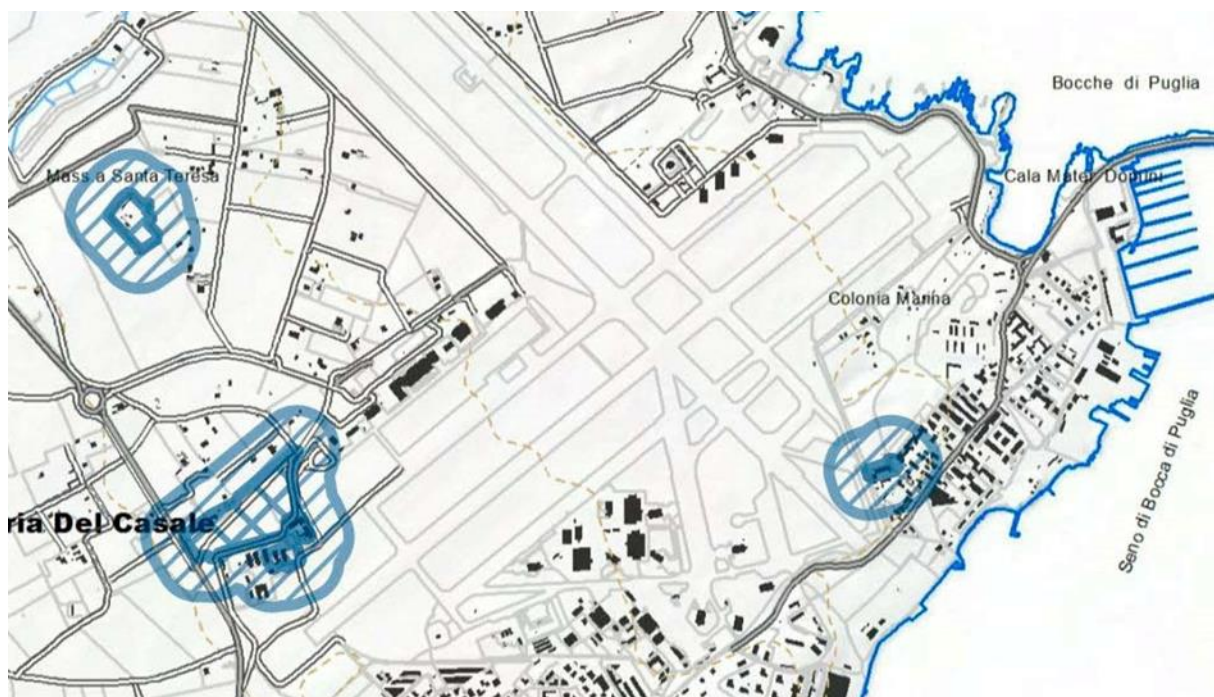 Bocche di Puglia
Mass.a Santa Teresa
Cala Mater Domini
Colonia Marina
Seno di Bocca di Puglia
ria Del Casale